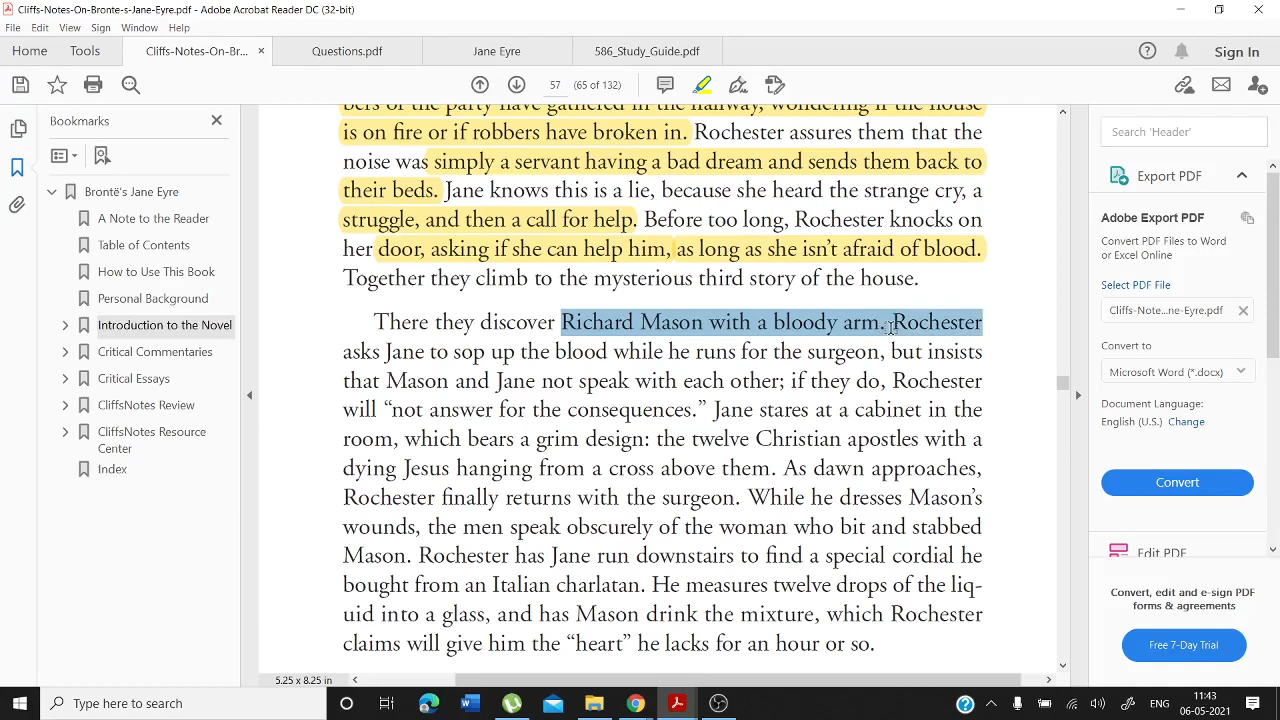 Cliffs-Notes-On-Bronte-s-Jane-Eyre.pdf - Adobe Acrobat Reader DC (32-bit)
File Edit View Sign Window Help
Home Tools Cliffs-Notes-On-Br... × Questions.pdf Jane Eyre 586_Study_Guide.pdf Sign In
57 (65 of 132)
Bookmarks
Brontë's Jane Eyre
A Note to the Reader
Table of Contents
How to Use This Book
Personal Background
Introduction to the Novel
Critical Commentaries
Critical Essays
CliffsNotes Review
CliffsNotes Resource
Center
Index
bers of the party have gathered in the hallway, wondering if the house
is on fire or if robbers have broken in. Rochester assures them that the
noise was simply a servant having a bad dream and sends them back to
their beds. Jane knows this is a lie, because she heard the strange cry, a
struggle, and then a call for help. Before too long, Rochester knocks on
her door, asking if she can help him, as long as she isn't afraid of blood.
Together they climb to the mysterious third story of the house.
There they discover Richard Mason with a bloody arm. Rochester
asks Jane to sop up the blood while he runs for the surgeon, but insists
that Mason and Jane not speak with each other; if they do, Rochester
will “not answer for the consequences.” Jane stares at a cabinet in the
room, which bears a grim design: the twelve Christian apostles with a
dying Jesus hanging from a cross above them. As dawn approaches,
Rochester finally returns with the surgeon. While he dresses Mason's
wounds, the men speak obscurely of the woman who bit and stabbed
Mason. Rochester has Jane run downstairs to find a special cordial he
bought from an Italian charlatan. He measures twelve drops of the liq-
uid into a glass, and has Mason drink the mixture, which Rochester
claims will give him the “heart” he lacks for an hour or so.
5.25 x 8.25 in
Search 'Header'
Export PDF
Adobe Export PDF
Convert PDF Files to Word
or Excel Online
Select PDF File
Cliffs-Note...ne-Eyre.pdf
Convert to
Microsoft Word (*.docx)
Document Language:
English (U.S.) Change
Convert
Edit PDF
Convert, edit and e-sign PDF
forms & agreements
Free 7-Day Trial
Type here to search
ENG
11:43
06-05-2021